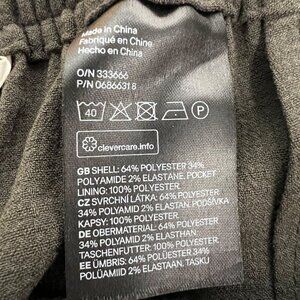 Made in China
Fabriqué en Chine
Hecho en China
O/N 333666
P/N 06866318
40
P
clevercare.info
GB SHELL: 64% POLYESTER 34%
POLYAMIDE 2% ELASTANE. POCKET
LINING: 100% POLYESTER.
CZ SVRCHNÍ LÁTKA: 64% POLYESTER
34% POLYAMID 2% ELASTAN. PODŠÍVKA
KAPSY: 100% POLYESTER.
DE OBERMATERIAL: 64% POLYESTER
34% POLYAMID 2% ELASTHAN.
TASCHENFUTTER: 100% POLYESTER.
EE ÜMBRIS: 64% POLÜESTER 34%
POLÜAMIID 2% ELASTAAN, TASKU